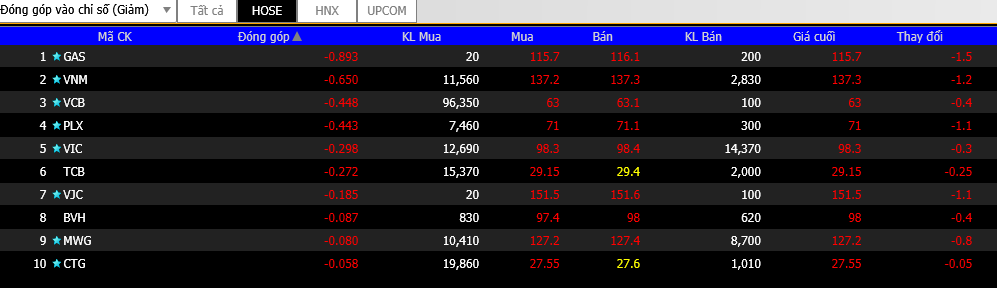 Đóng góp vào chỉ số (Giảm) Tất cả HOSE HNX UPCOM
Mã CK Đóng góp KL Mua Mua Bán KL Bán Giá cuối Thay đổi
1 GAS -0.893 20 115.7 116.1 200 115.7 -1.5
2 VNM -0.650 11,560 137.2 137.3 2,830 137.3 -1.2
3 VCB -0.448 96,350 63 63.1 100 63 -0.4
4 PLX -0.443 7,460 71 71.1 300 71 -1.1
5 VIC -0.298 12,690 98.3 98.4 14,370 98.3 -0.3
6 TCB -0.272 15,370 29.15 29.4 2,000 29.15 -0.25
7 VJC -0.185 20 151.5 151.6 100 151.5 -1.1
8 BVH -0.087 830 97.4 98 620 98 -0.4
9 MWG -0.080 10,410 127.2 127.4 8,700 127.2 -0.8
10 CTG -0.058 19,860 27.55 27.6 1,010 27.55 -0.05